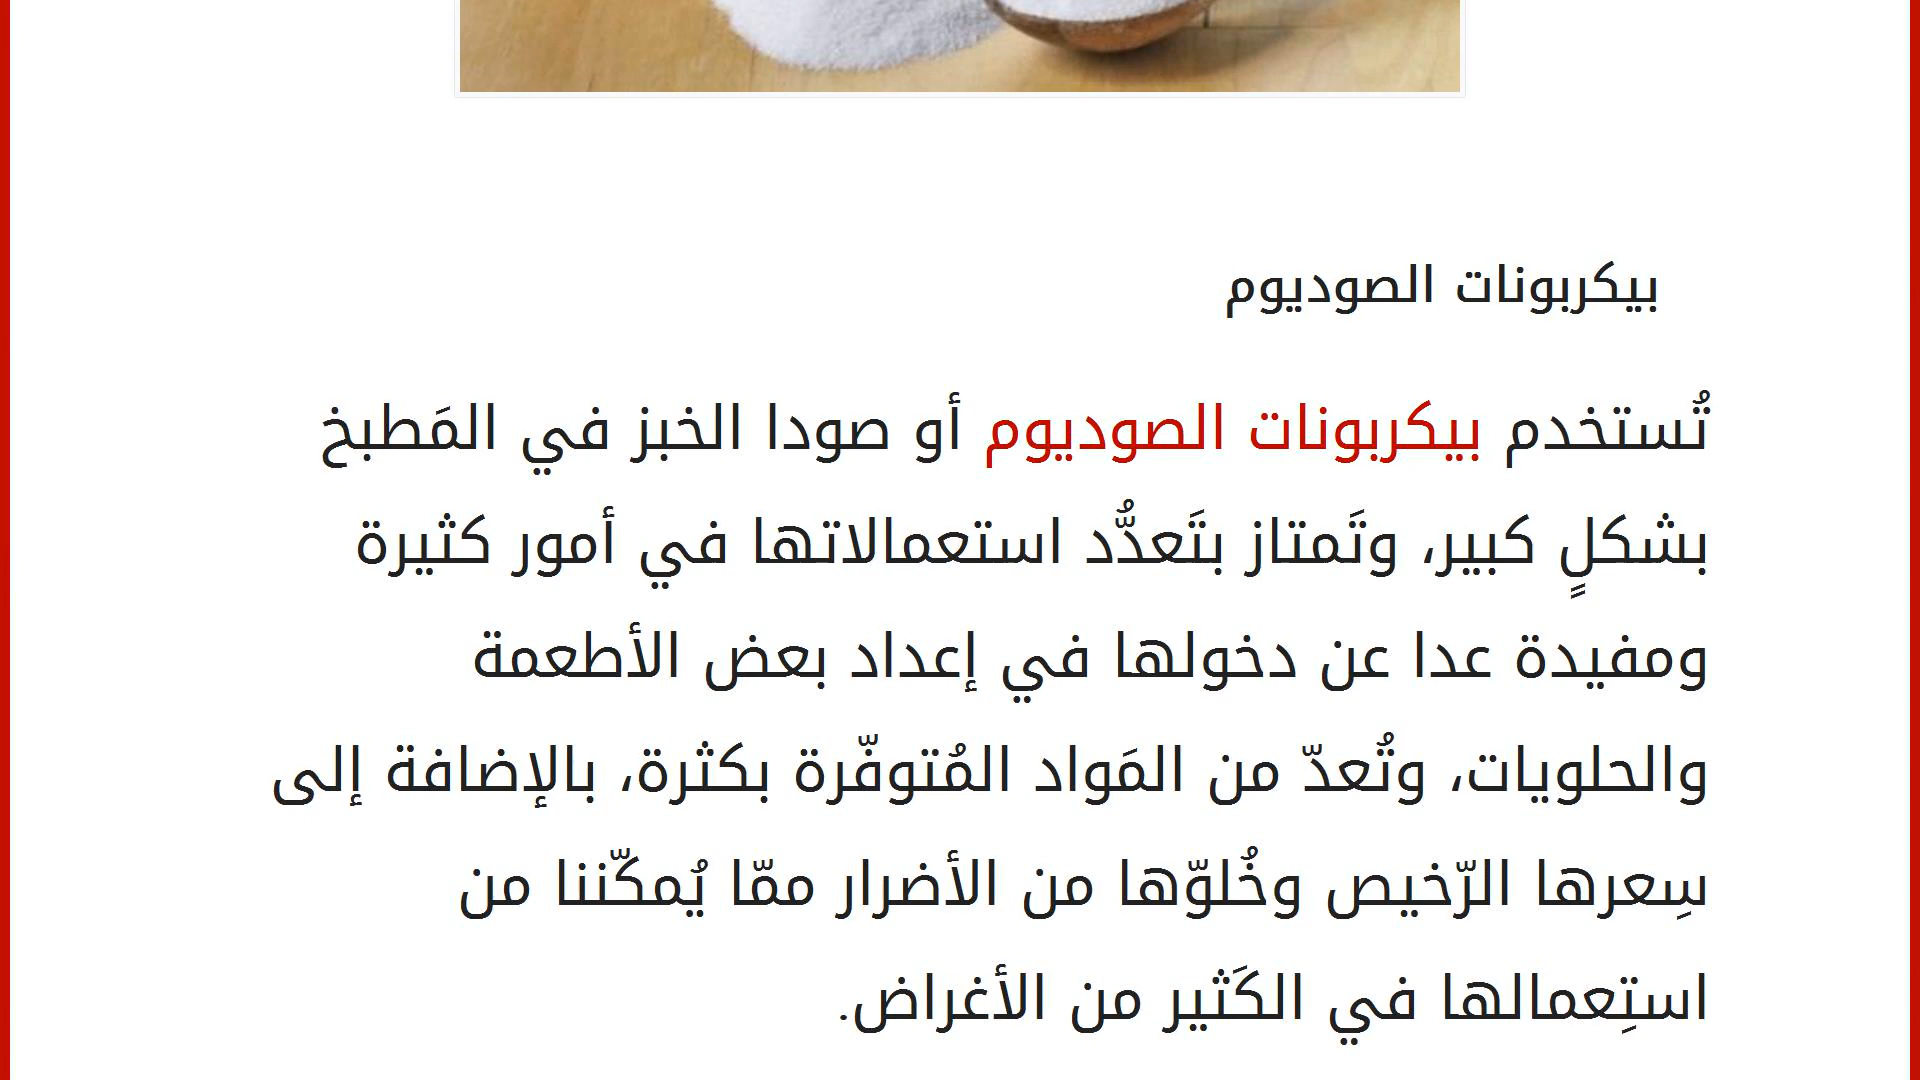 بيكربونات الصوديوم
تُستخدم بيكربونات الصوديوم أو صودا الخبز في المَطبخ
بشكلٍ كبير، وتَمتاز بتَعدُّد استعمالاتها في أمور كثيرة
ومفيدة عدا عن دخولها في إعداد بعض الأطعمة
والحلويات، وتُعدّ من المَواد المُتوفّرة بكثرة، بالإضافة إلى
سِعرها الرّخيص وخُلوّها من الأضرار ممّا يُمكّننا من
استِعمالها في الكَثير من الأغراض.